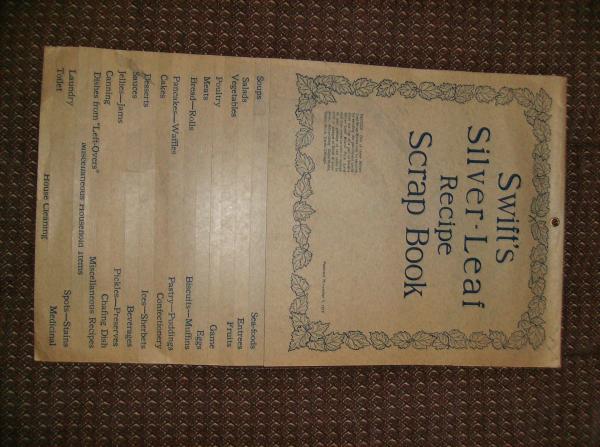 Swift's
Silver-Leaf
Recipe
Scrap Book
Soups
Sea-foods
Salads
Entrees
Vegetables
Fruits
Poultry
Game
Meats
Eggs
Bread—Rolls
Biscuits—Muffins
Pancakes—Waffles
Pastry—Puddings
Cakes
Confectionery
Desserts
Ices—Sherbets
Sauces
Beverages
Jellies—Jams
Pickles—Preserves
Canning
Chafing Dish
Dishes from "Left-Overs"
Miscellaneous Recipes
Miscellaneous Household Items
Laundry
Spots—Stains
Toilet
Medicinal
House Cleaning